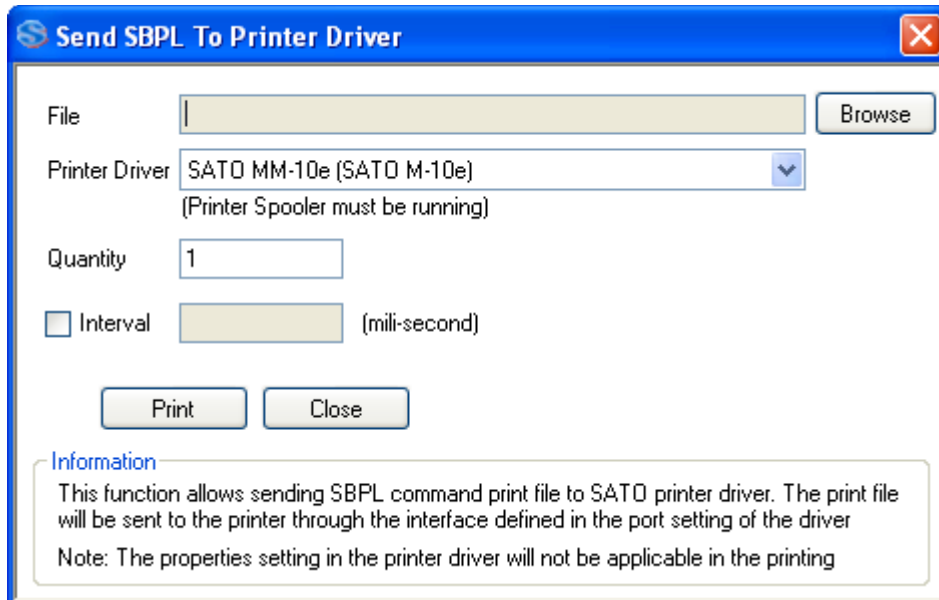 Send SBPL To Printer Driver
File
Browse
Printer Driver SATO MM-10e (SATO M-10e)
(Printer Spooler must be running)
Quantity 1
Interval (mili-second)
Print Close
Information
This function allows sending SBPL command print file to SATO printer driver. The print file
will be sent to the printer through the interface defined in the port setting of the driver
Note: The properties setting in the printer driver will not be applicable in the printing